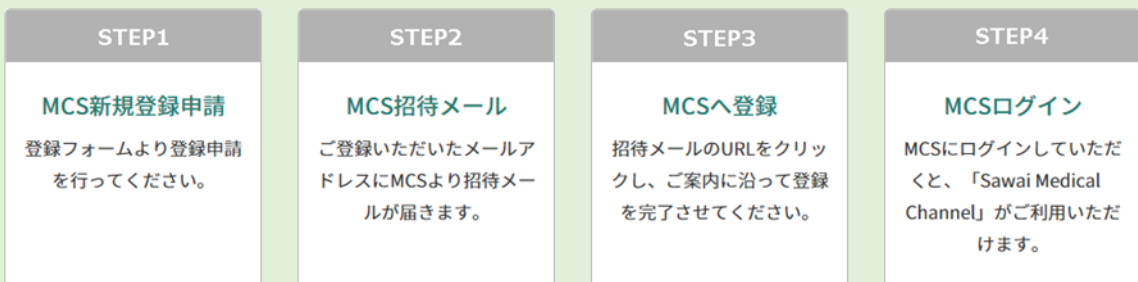 STEP1
MCS新規登録申請
登録フォームより登録申請
を行ってください。
STEP2
MCS招待メール
ご登録いただいたメールア
ドレスにMCSより招待メー
ルが届きます。
STEP3
MCSへ登録
招待メールのURLをクリッ
クし、ご案内に沿って登録
を完了させてください。
STEP4
MCSログイン
MCSにログインしていただ
くと、「Sawai Medical
Channel」がご利用いただ
けます。